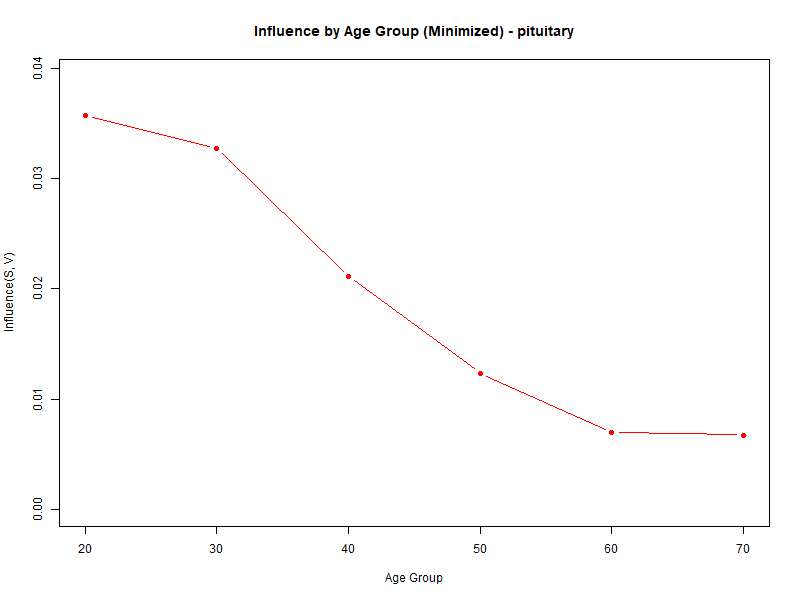 Influence by Age Group (Minimized) - pituitary
Influence(S, V)
0.04
0.03
0.02
0.01
0.00
20 30 40 50 60 70
Age Group